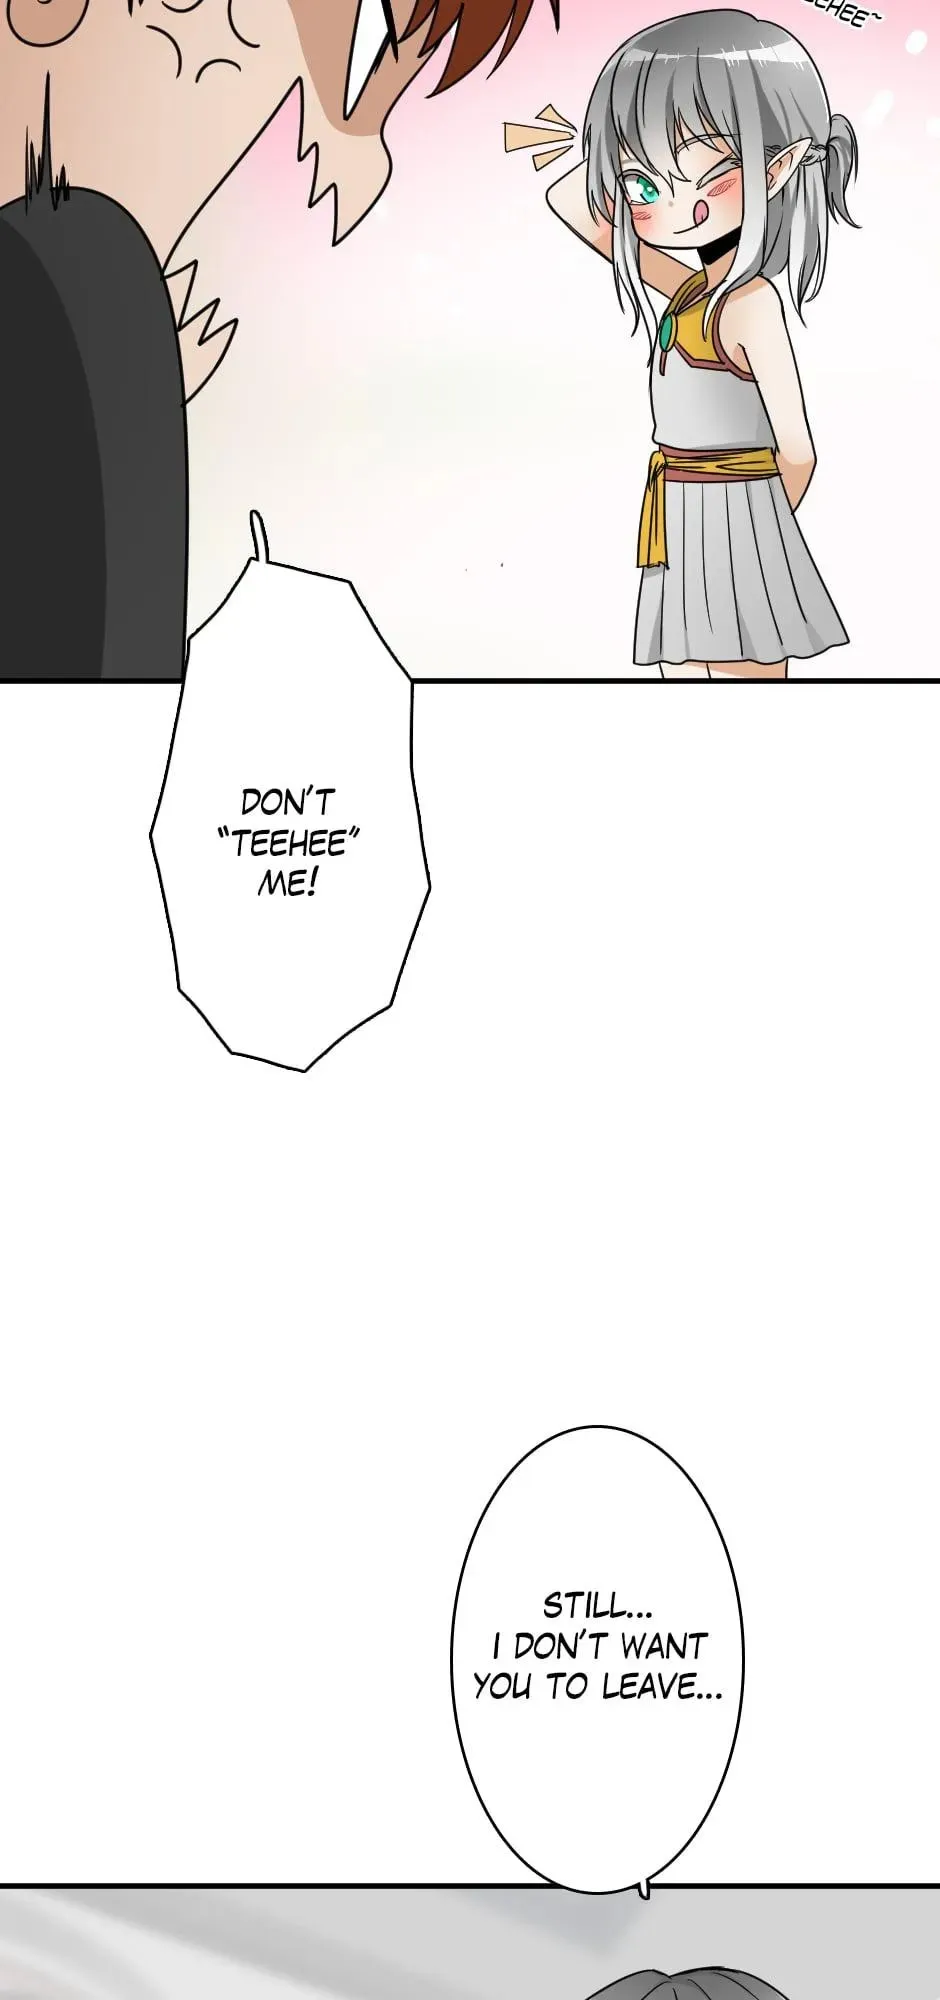 DON'T
"TEEHEE"
ME!
STILL...
I DON'T WANT
YOU TO LEAVE...